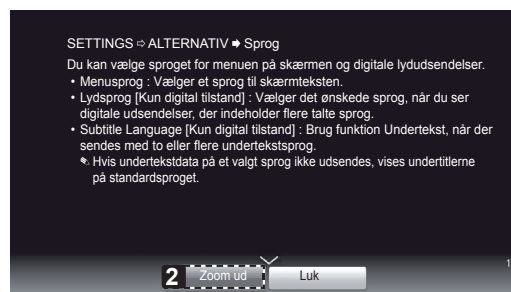 SETTINGS ⇨ ALTERNATIV ➡ Sprog
Du kan vælge sproget for menuen på skærmen og digitale lydudsendelser.
• Menusprog : Vælger et sprog til skærmteksten.
• Lydsprog [Kun digital tilstand] : Vælger det ønskede sprog, når du ser
digitale udsendelser, der indeholder flere talte sprog.
• Subtitle Language [Kun digital tilstand] : Brug funktion Undertekst, når der
sendes med to eller flere undertekstsprog.
✎ Hvis undertekstdata på et valgt sprog ikke udsendes, vises undertitlerne
på standardsproget.
1
2 Zoom ud Luk